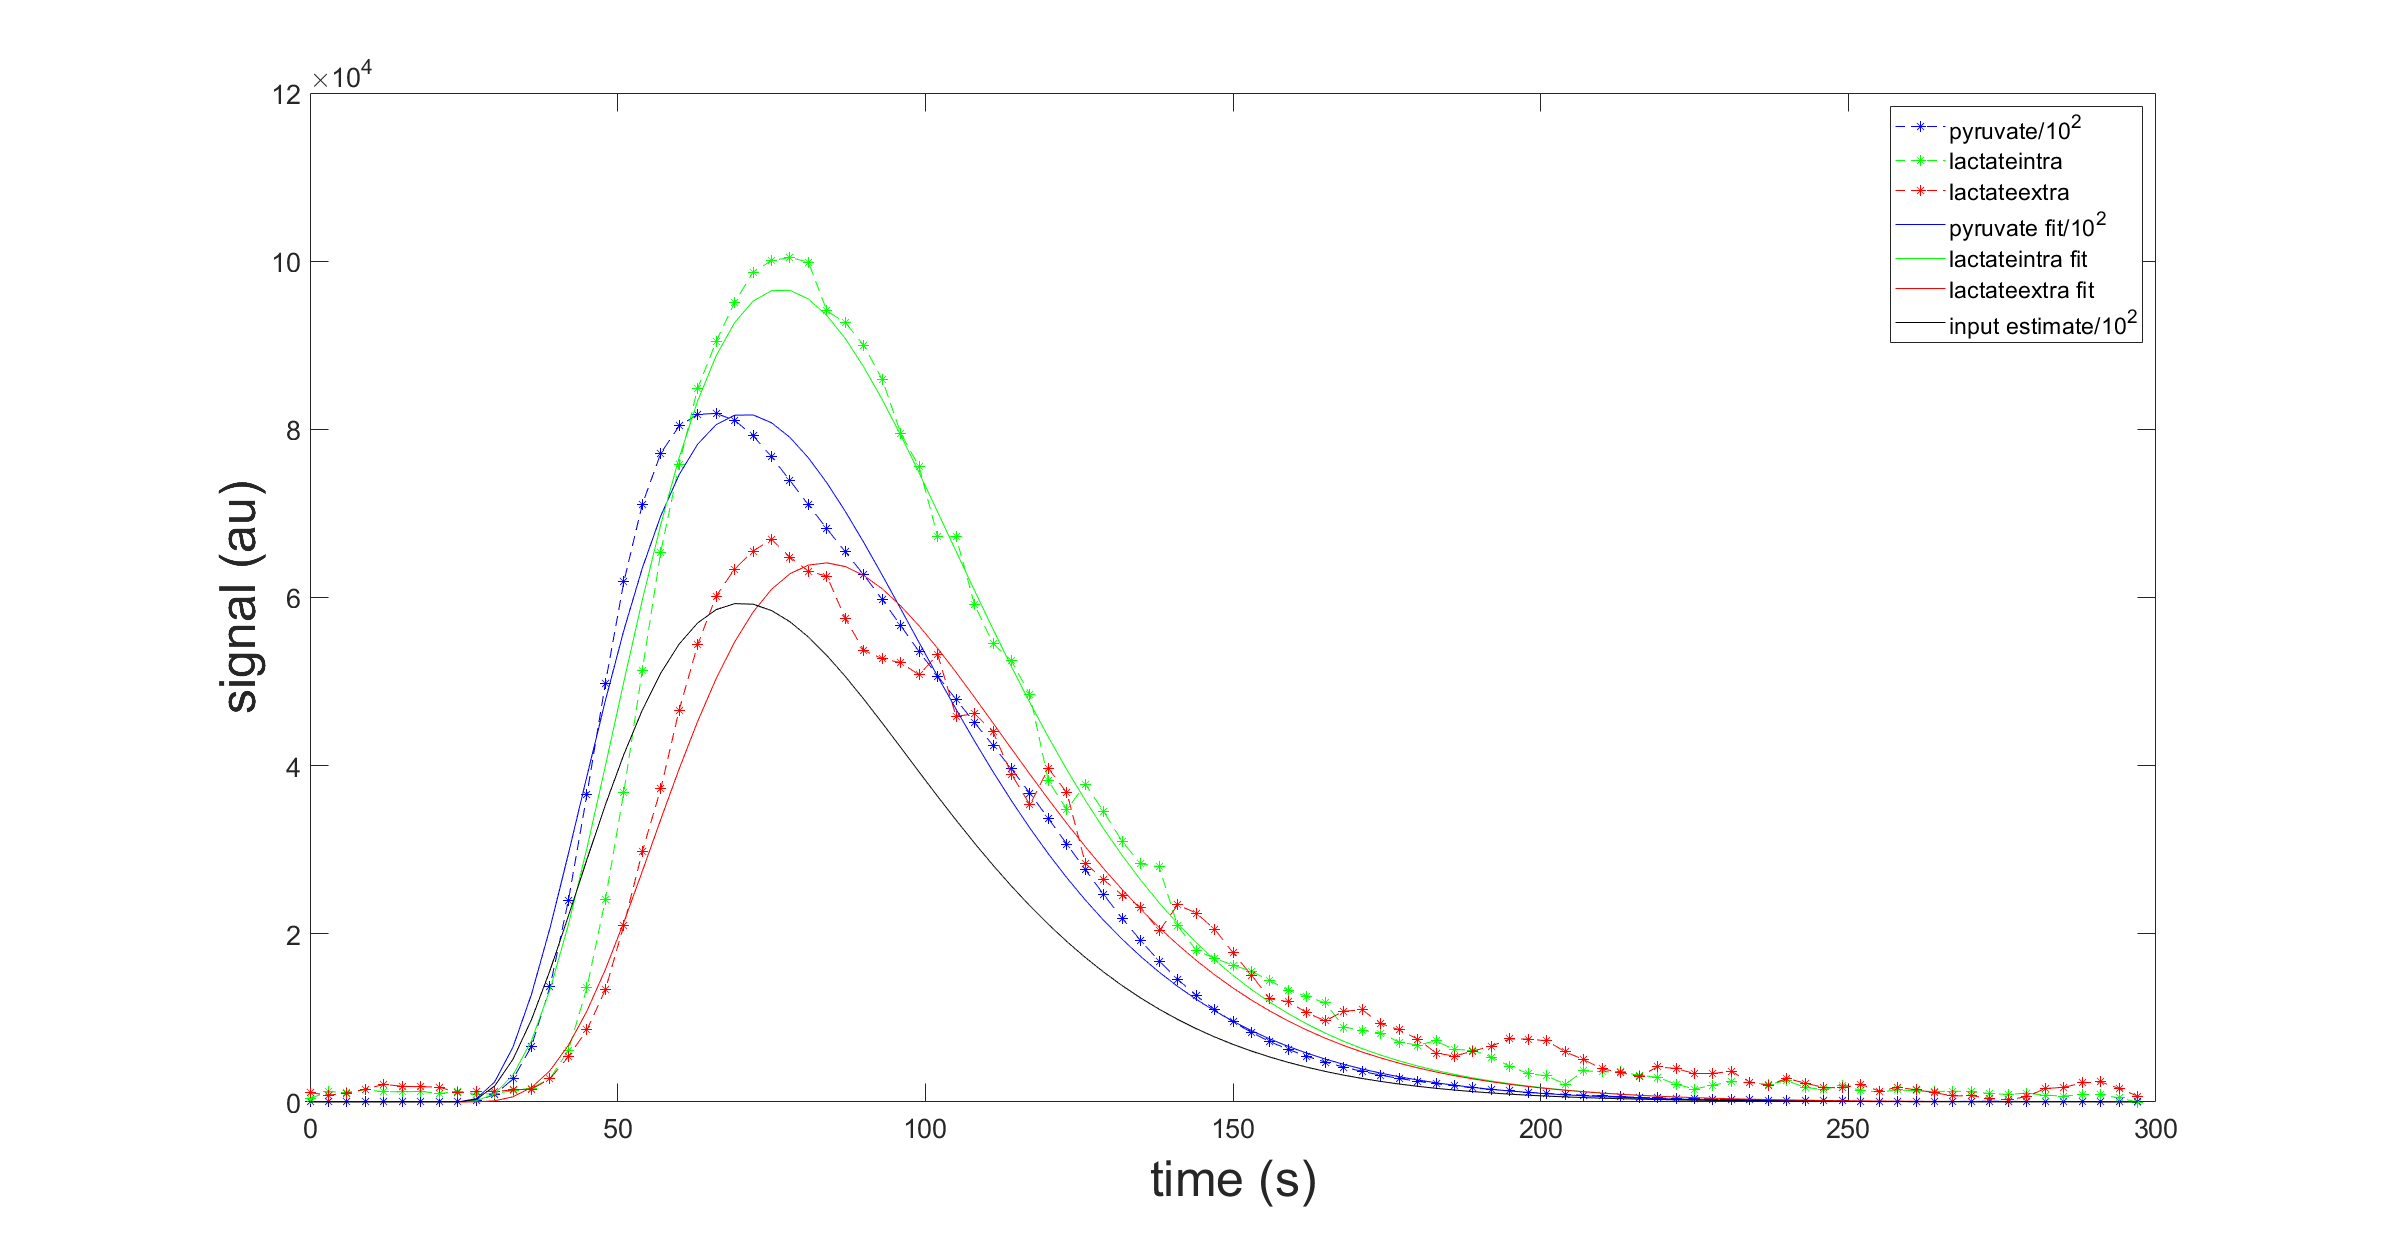 ×10⁴
12
10
8
6
4
2
0
signal (au)
0 50 100 150 200 250 300
time (s)
pyruvate/10²
lactateintra
lactateextra
pyruvate fit/10²
lactateintra fit
lactateextra fit
input estimate/10²